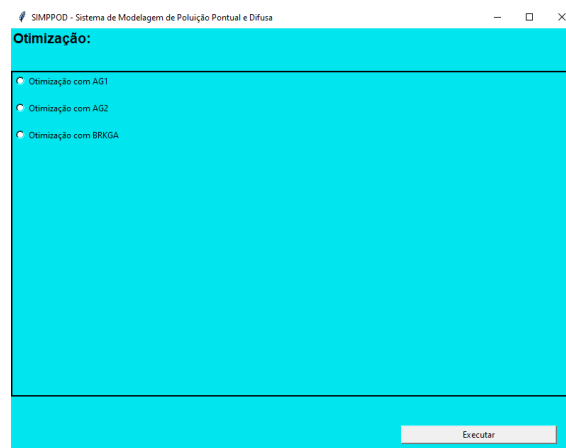 SIMPPOD - Sistema de Modelagem de Poluição Pontual e Difusa
Otimização:
Otimização com AG1
Otimização com AG2
Otimização com BRKGA
Executar